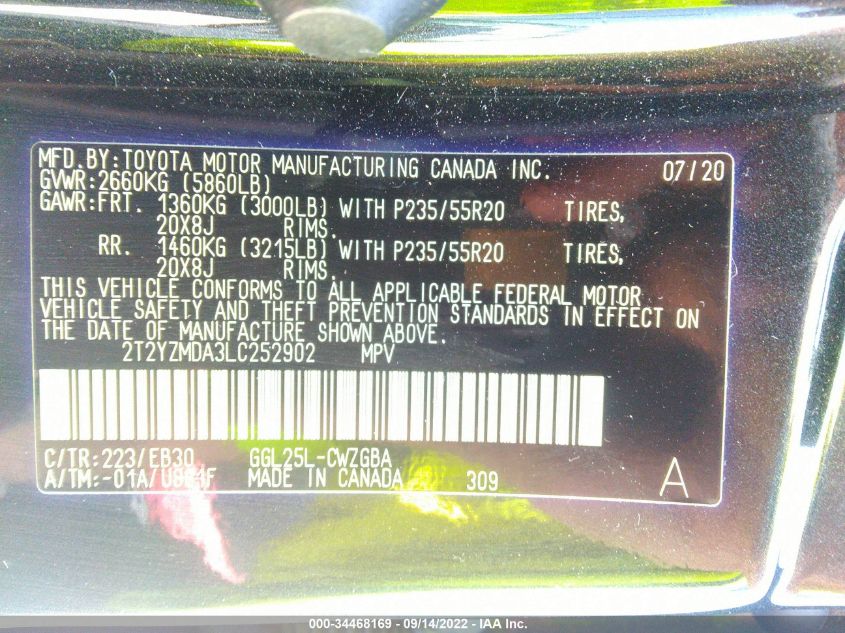 MFD.BY:TOYOTA MOTOR MANUFACTURING CANADA INC. 07/20
GVWR:2660KG (5860LB)
GAWR:FRT. 1360KG (3000LB) WITH P235/55R20 TIRES,
20X8J RIMS.
RR. 1460KG (3215LB) WITH P235/55R20 TIRES,
20X8J RIMS.
THIS VEHICLE CONFORMS TO ALL APPLICABLE FEDERAL MOTOR
VEHICLE SAFETY AND THEFT PREVENTION STANDARDS IN EFFECT ON
THE DATE OF MANUFACTURE SHOWN ABOVE.
2T2YZMDA3LC252902 MPV
C/TR:223/EB30 GGL25L-CWZGBA
A/TM:-01A/ MADE IN CANADA 309 A
000-34468169 - 09/14/2022 - IAA Inc.